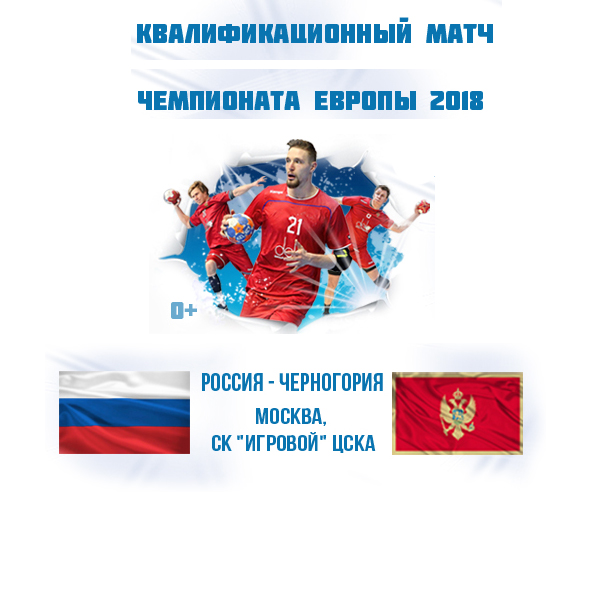 КВАЛИФИКАЦИОННЫЙ МАТЧ
ЧЕМПИОНАТА ЕВРОПЫ 2018
21
0+
РОССИЯ - ЧЕРНОГОРИЯ
МОСКВА,
СК "ИГРОВОЙ" ЦСКА